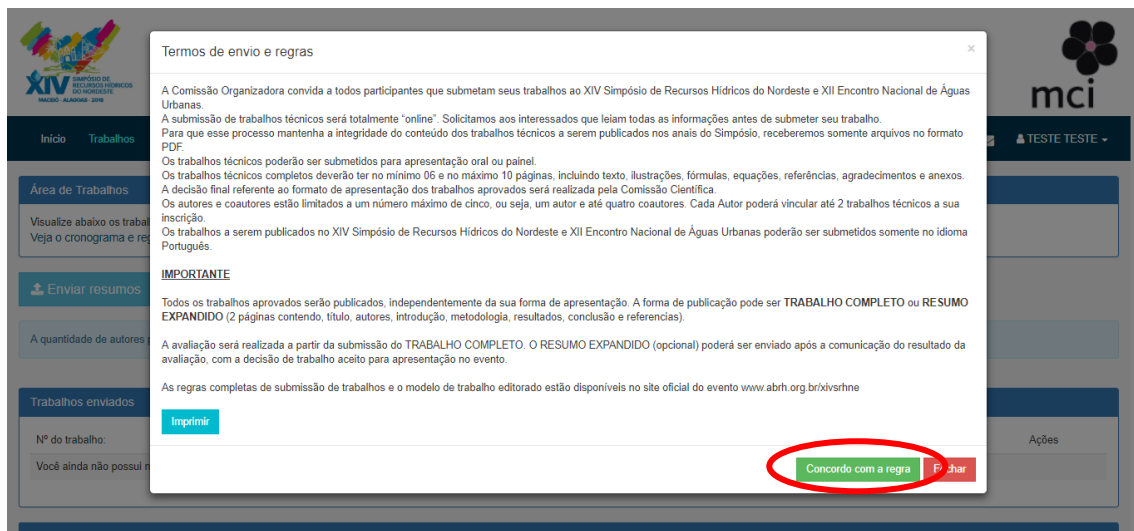 XIV SIMPÓSIO DE
RECURSOS HÍDRICOS
DO NORDESTE
MACEIÓ - ALAGOAS - 2018
mci
Início Trabalhos
TESTE TESTE
Termos de envio e regras ×
A Comissão Organizadora convida a todos participantes que submetam seus trabalhos ao XIV Simpósio de Recursos Hídricos do Nordeste e XII Encontro Nacional de Águas
Urbanas.
A submissão de trabalhos técnicos será totalmente “online”. Solicitamos aos interessados que leiam todas as informações antes de submeter seu trabalho.
Para que esse processo mantenha a integridade do conteúdo dos trabalhos técnicos a serem publicados nos anais do Simpósio, receberemos somente arquivos no formato
PDF.
Os trabalhos técnicos poderão ser submetidos para apresentação oral ou painel.
Os trabalhos técnicos completos deverão ter no mínimo 06 e no máximo 10 páginas, incluindo texto, ilustrações, fórmulas, equações, referências, agradecimentos e anexos.
A decisão final referente ao formato de apresentação dos trabalhos aprovados será realizada pela Comissão Científica.
Os autores e coautores estão limitados a um número máximo de cinco, ou seja, um autor e até quatro coautores. Cada Autor poderá vincular até 2 trabalhos técnicos a sua
inscrição.
Os trabalhos a serem publicados no XIV Simpósio de Recursos Hídricos do Nordeste e XII Encontro Nacional de Águas Urbanas poderão ser submetidos somente no idioma
Português.
IMPORTANTE
Todos os trabalhos aprovados serão publicados, independentemente da sua forma de apresentação. A forma de publicação pode ser TRABALHO COMPLETO ou RESUMO
EXPANDIDO (2 páginas contendo, título, autores, introdução, metodologia, resultados, conclusão e referencias).
A avaliação será realizada a partir da submissão do TRABALHO COMPLETO. O RESUMO EXPANDIDO (opcional) poderá ser enviado após a comunicação do resultado da
avaliação, com a decisão de trabalho aceito para apresentação no evento.
As regras completas de submissão de trabalhos e o modelo de trabalho editorado estão disponíveis no site oficial do evento www.abrh.org.br/xivsrhne
Imprimir
Concordo com a regra Fechar
Área de Trabalhos
Visualize abaixo os
Veja o cronograma e
Enviar resumos
A quantidade de autores
Trabalhos enviados
Nº do trabalho: Ações
Você ainda não possui